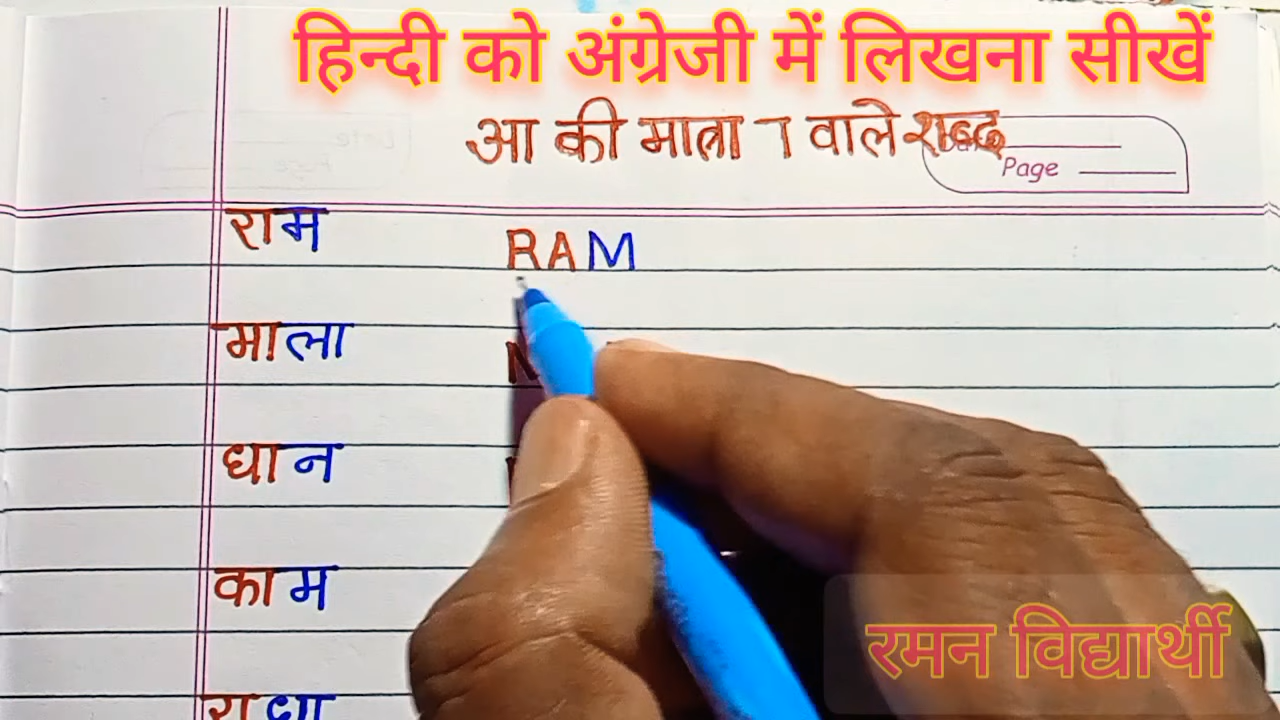 हिन्दी को अंग्रेजी में लिखना सीखें
आ की मात्रा ा वाले शब्द
Page
राम RAM
माला
धान
काम
राधा
रमन विद्यार्थी